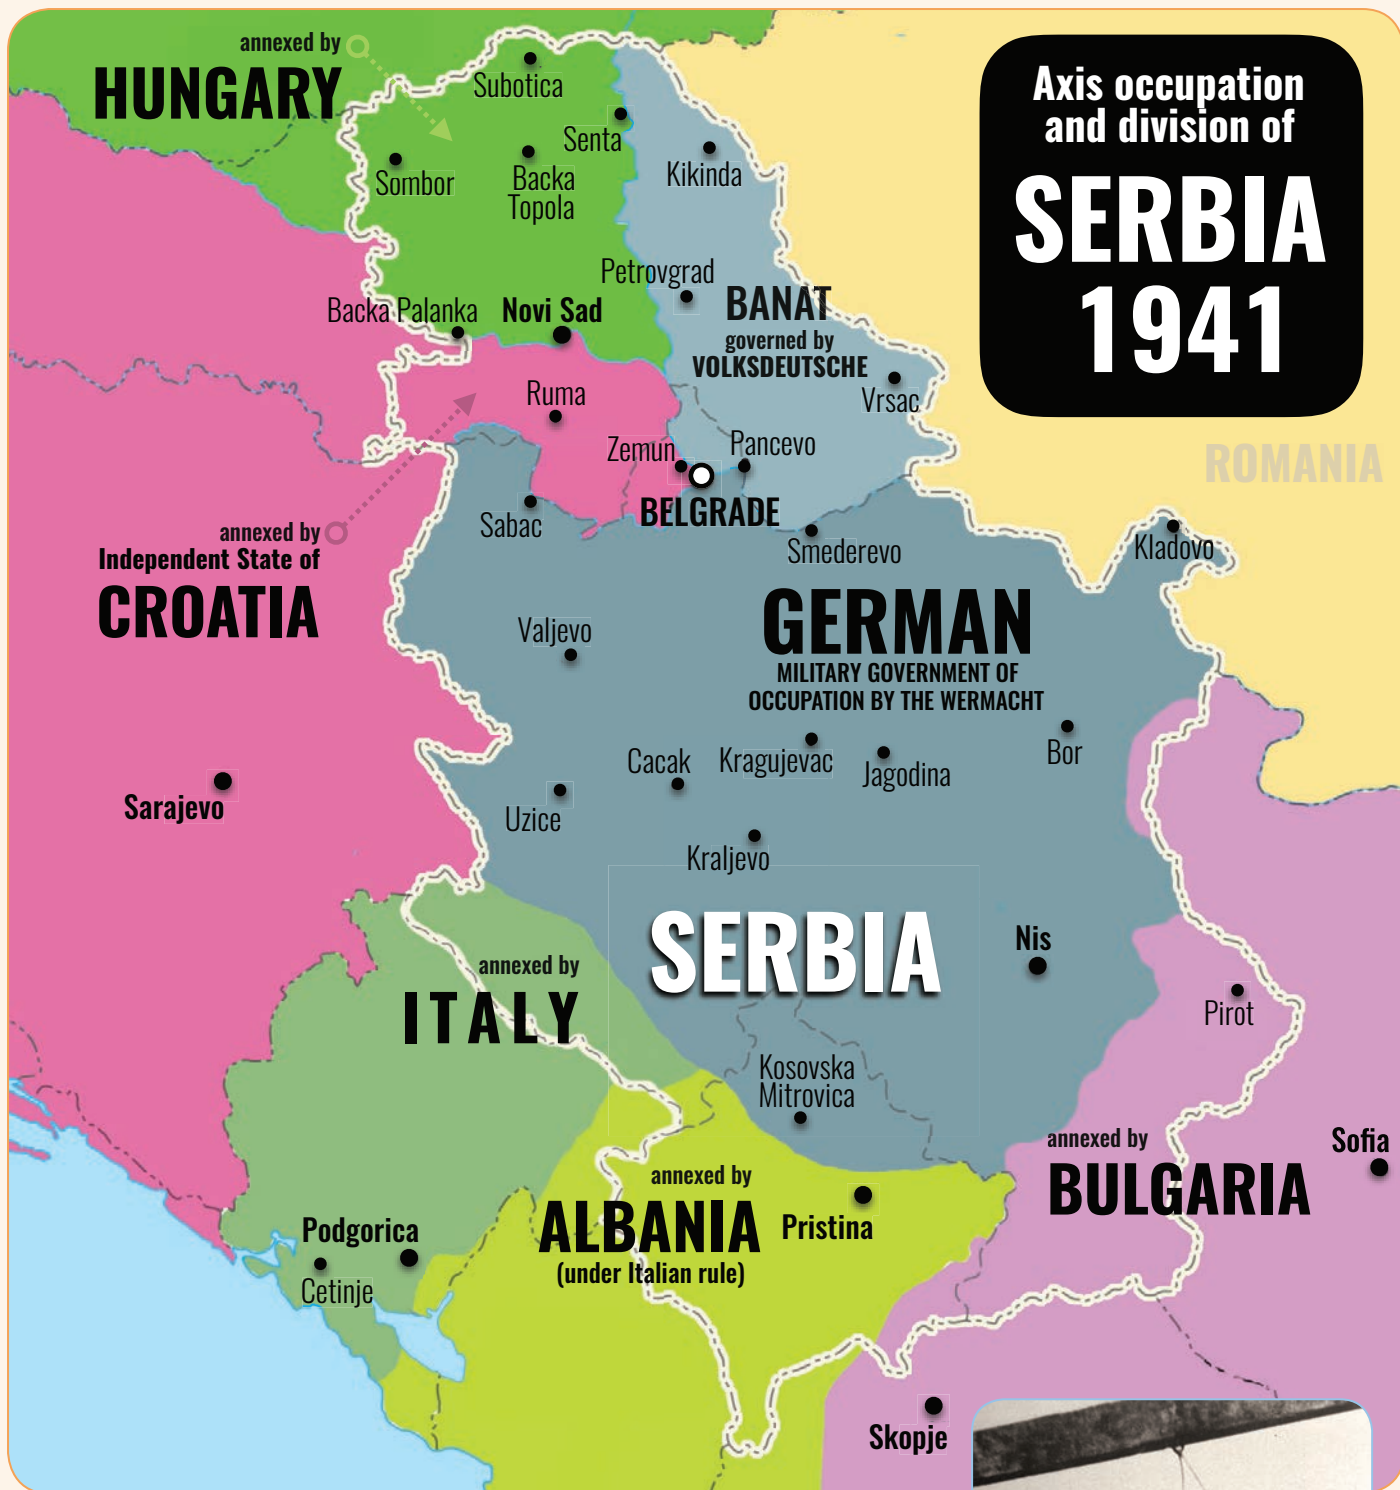 annexed by
HUNGARY
Subotica
Senta
Sombor
Backa
Topola
Kikinda
Axis occupation
and division of
SERBIA
1941
Petrovgrad
BANAT
governed by
VOLKSDEUTSCHE
Backa Palanka
Novi Sad
Vrsac
Ruma
Zemun
Pancevo
ROMANIA
BELGRADE
Sabac
Smederevo
Kladovo
annexed by
Independent State of
CROATIA
GERMAN
MILITARY GOVERNMENT OF
OCCUPATION BY THE WERMACHT
Valjevo
Bor
Cacak
Kragujevac
Jagodina
Sarajevo
Uzice
Kraljevo
SERBIA
Nis
annexed by
ITALY
Pirot
Kosovska
Mitrovica
annexed by
BULGARIA
Sofia
annexed by
ALBANIA
(under Italian rule)
Pristina
Podgorica
Cetinje
Skopje